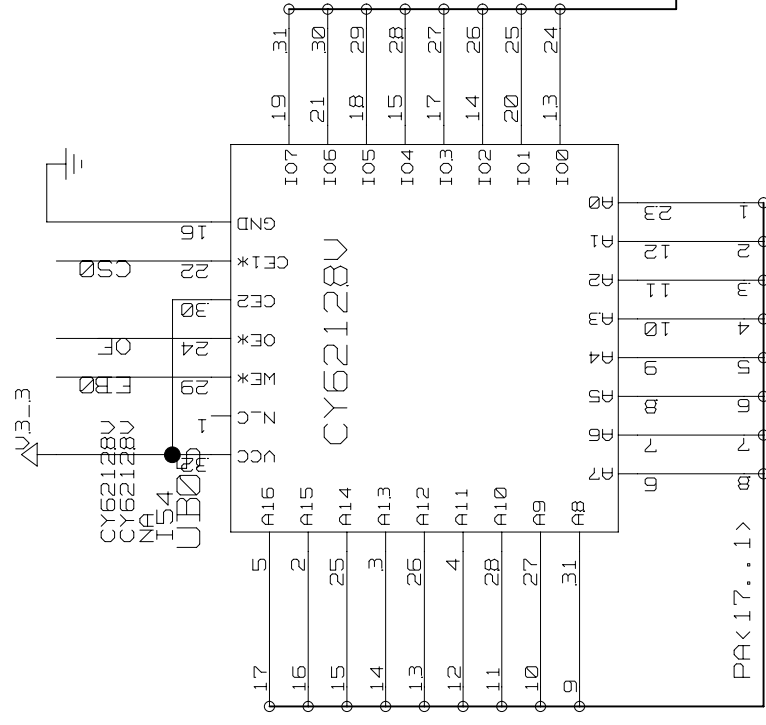 31 30 29 28 27 26 25 24
19 21 18 15 17 14 20 13
IO7 IO6 IO5 IO4 IO3 IO2 IO1 IO0
GND 16
CE1* 22 CS0
CE2 30
OE* 24 OE
WE* 29 EB0
N_C 1
VCC 32
V3_3
CY62128V
A0 23 1
A1 12 2
A2 11 3
A3 10 4
A4 9 5
A5 8 6
A6 7 7
A7 6 8
CY62128V
CY62128V
NA
I54
A16 A15 A14 A13 A12 A11 A10 A9 A8
5 2 25 3 26 4 28 27 31
17 16 15 14 13 12 11 10 9
PA<17..1>